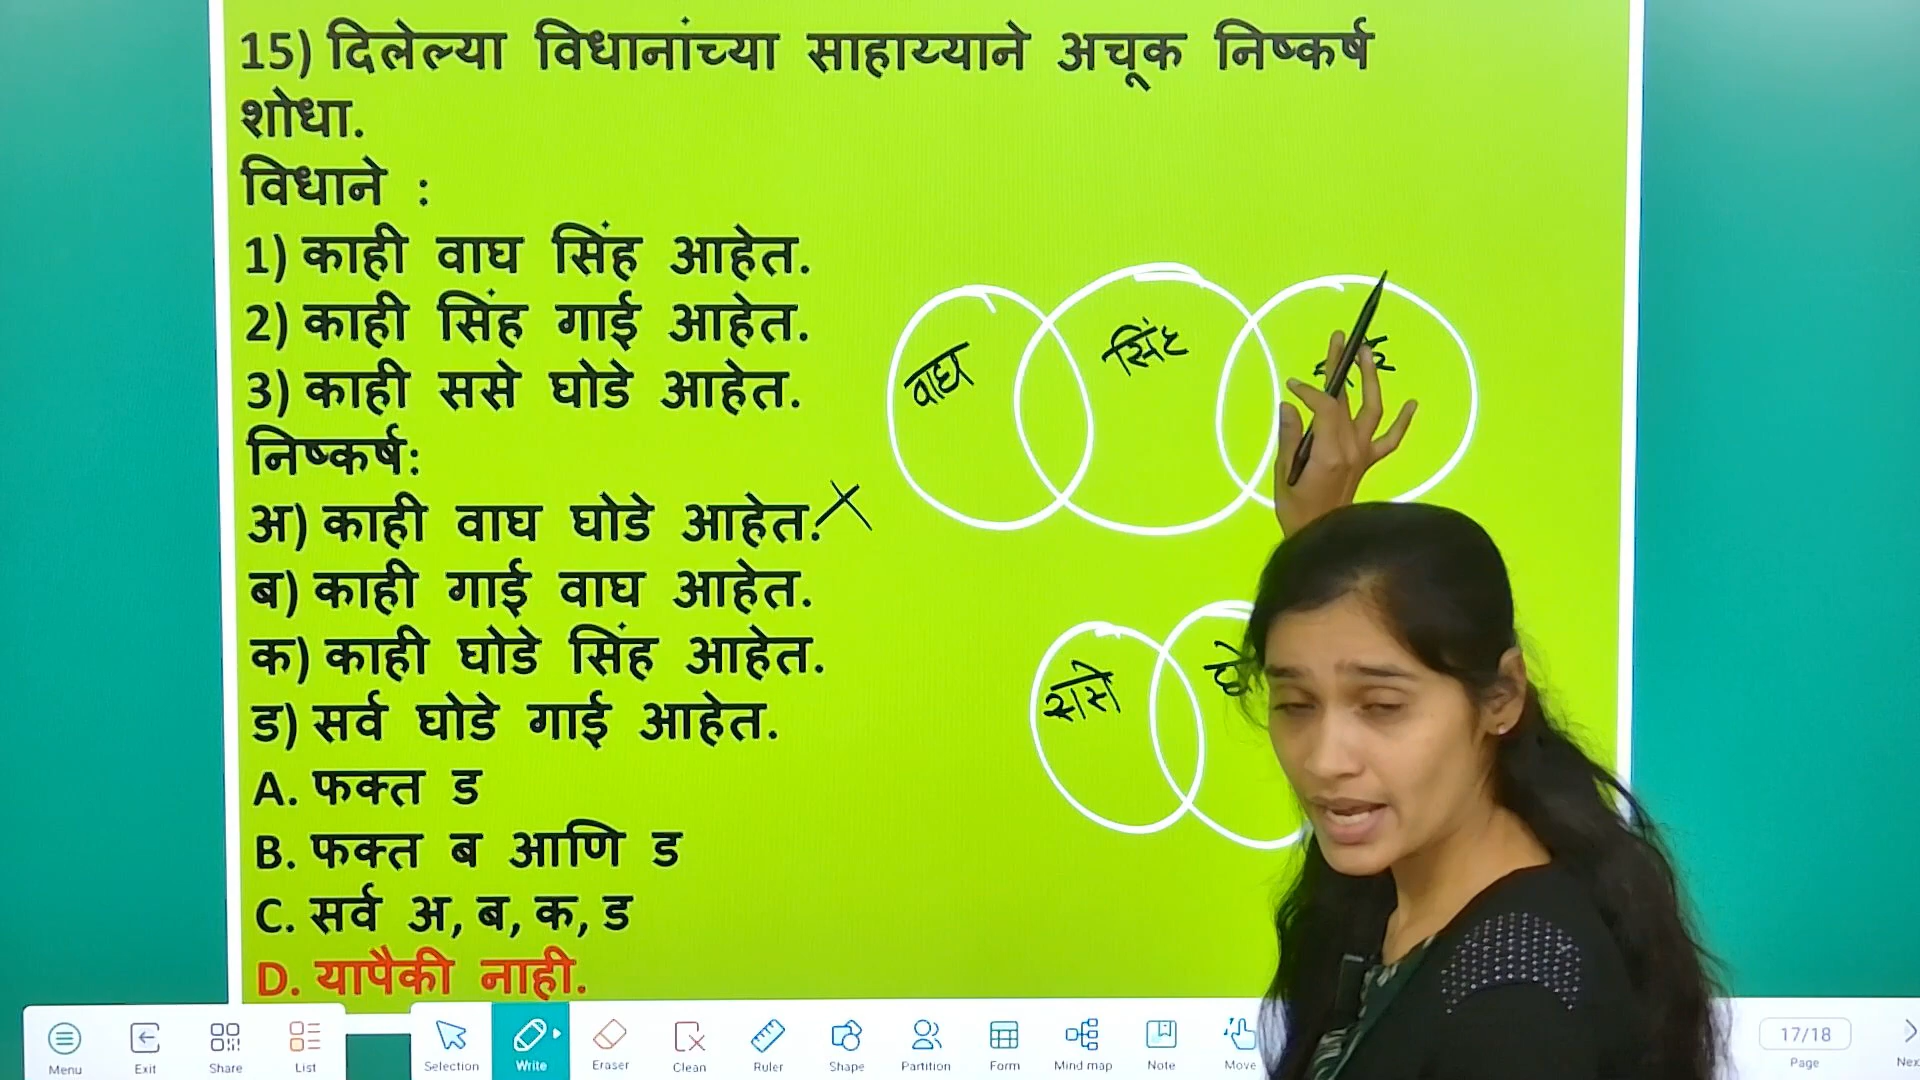 15) दिलेल्या विधानांच्या साहाय्याने अचूक निष्कर्ष
शोधा.
विधाने :
1) काही वाघ सिंह आहेत.
2) काही सिंह गाई आहेत.
3) काही ससे घोडे आहेत.
निष्कर्ष:
अ) काही वाघ घोडे आहेत.
ब) काही गाई वाघ आहेत.
क) काही घोडे सिंह आहेत.
ड) सर्व घोडे गाई आहेत.
A. फक्त ड
B. फक्त ब आणि ड
C. सर्व अ, ब, क, ड
D. यापैकी नाही.
वाघ
सिंह
ससे
Menu
Exit
Share
List
Selection
Write
Eraser
Clean
Ruler
Shape
Partition
Form
Mind map
Note
Move
17/18
Page